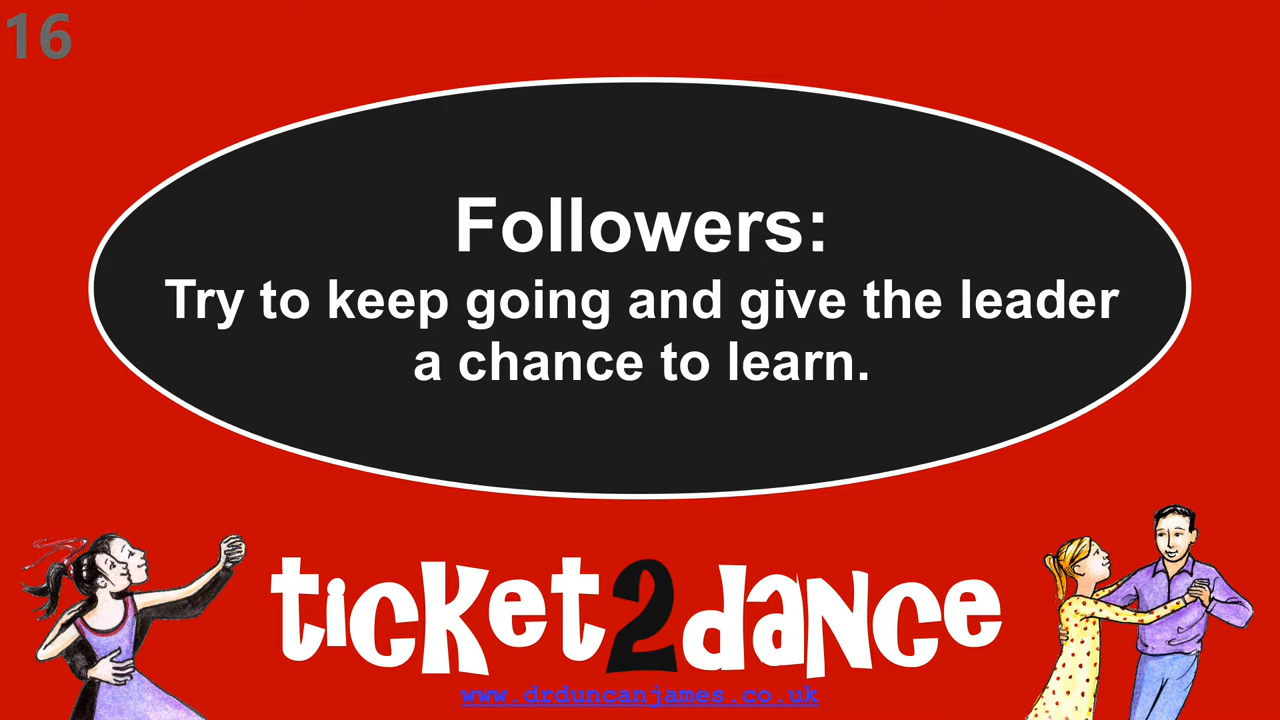 16
Followers:
Try to keep going and give the leader
a chance to learn.
ticket2dance
www.drduncanjames.co.uk